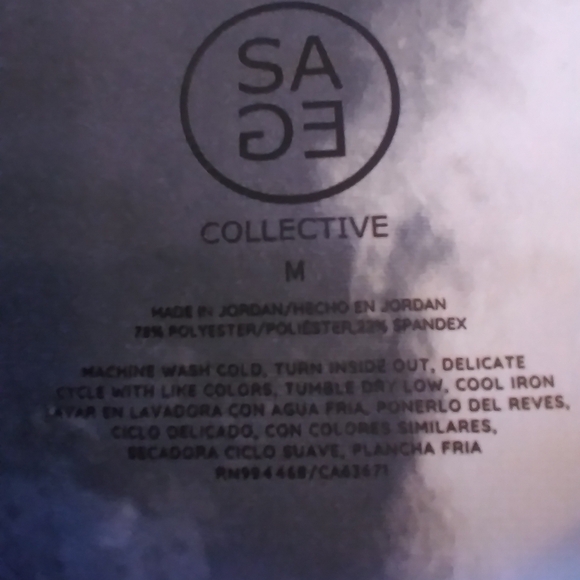 SA
GE
COLLECTIVE
M
MADE IN JORDAN/HECHO EN JORDAN
78% POLYESTER/POLIÉSTER, 22% SPANDEX
MACHINE WASH COLD, TURN INSIDE OUT, DELICATE
CYCLE WITH LIKE COLORS, TUMBLE DRY LOW, COOL IRON
LAVAR EN LAVADORA CON AGUA FRIA, PONERLO DEL REVES,
CICLO DELICADO, CON COLORES SIMILARES,
SECADORA CICLO SUAVE, PLANCHA FRIA